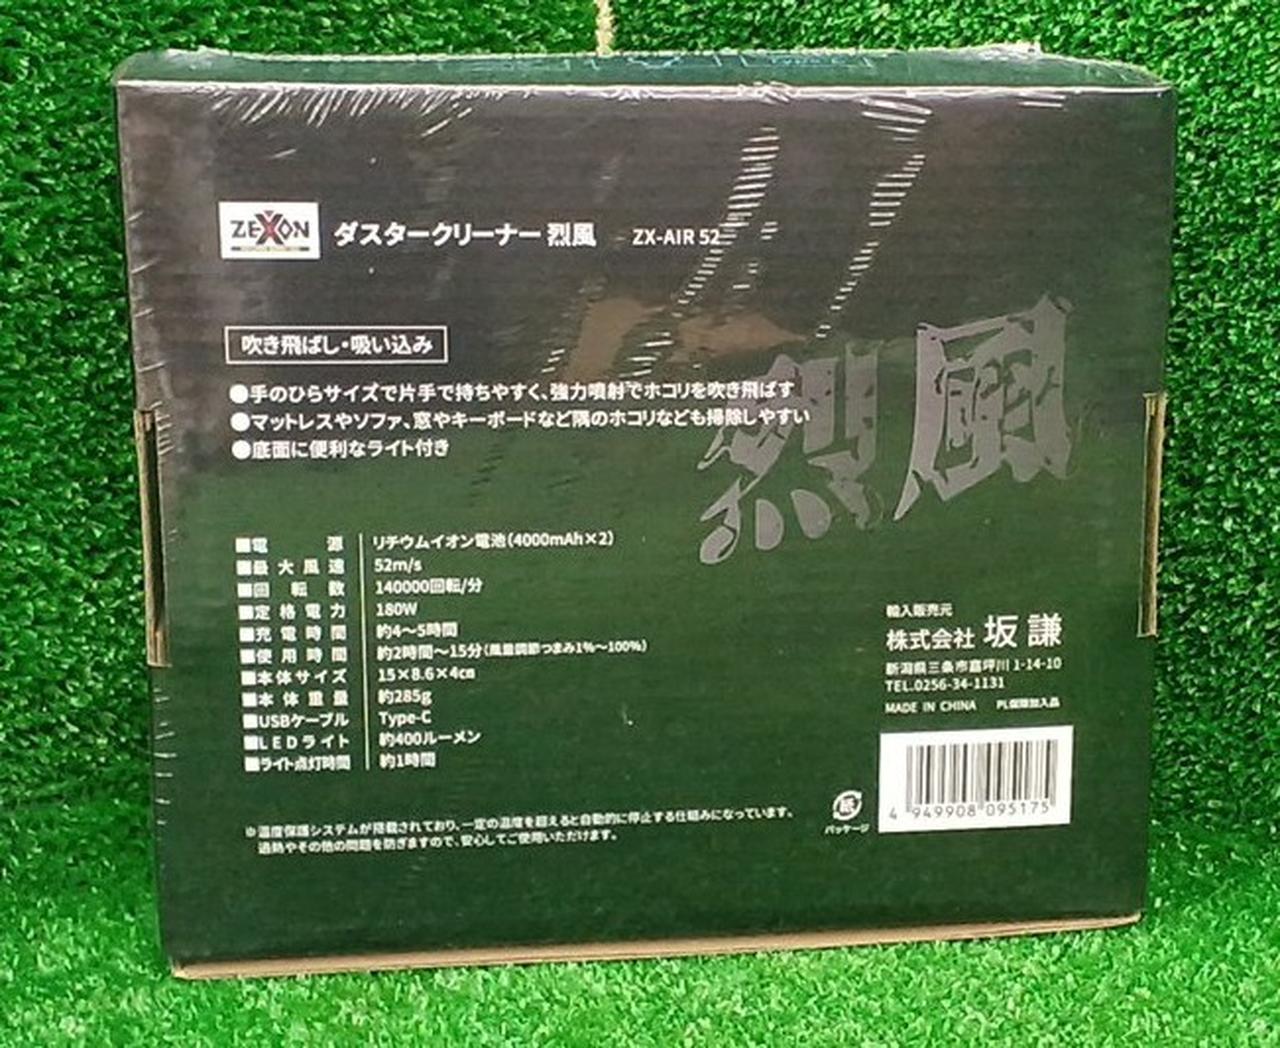 ZEXON ダスタークリーナー 烈風 ZX-AIR 52
吹き飛ばし・吸い込み
●手のひらサイズで片手で持ちやすく、強力噴射でホコリを吹き飛ばす
●マットレスやソファ、窓やキーボードなど隅のホコリなども掃除しやすい
●底面に便利なライト付き
烈風
■電源 リチウムイオン電池(4000mAh×2)
■最大風速 52m/s
■回転数 140000回転/分
■定格電力 180W
■充電時間 約4〜5時間
■使用時間 約2時間〜15分(風量調節つまみ1%〜100%)
■本体サイズ 15×8.6×4㎝
■本体重量 約285g
■USBケーブル Type-C
■LEDライト 約400ルーメン
■ライト点灯時間 約1時間
※温度保護システムが搭載されており、一定の温度を超えると自動的に停止する仕組みになっています。
過熱やその他の問題を防ぎますので、安心してご使用いただけます。
輸入販売元
株式会社 坂謙
新潟県三条市嘉坪川 1-14-10
TEL.0256-34-1131
MADE IN CHINA PL保険加入品
紙
パッケージ
4 949908 095175